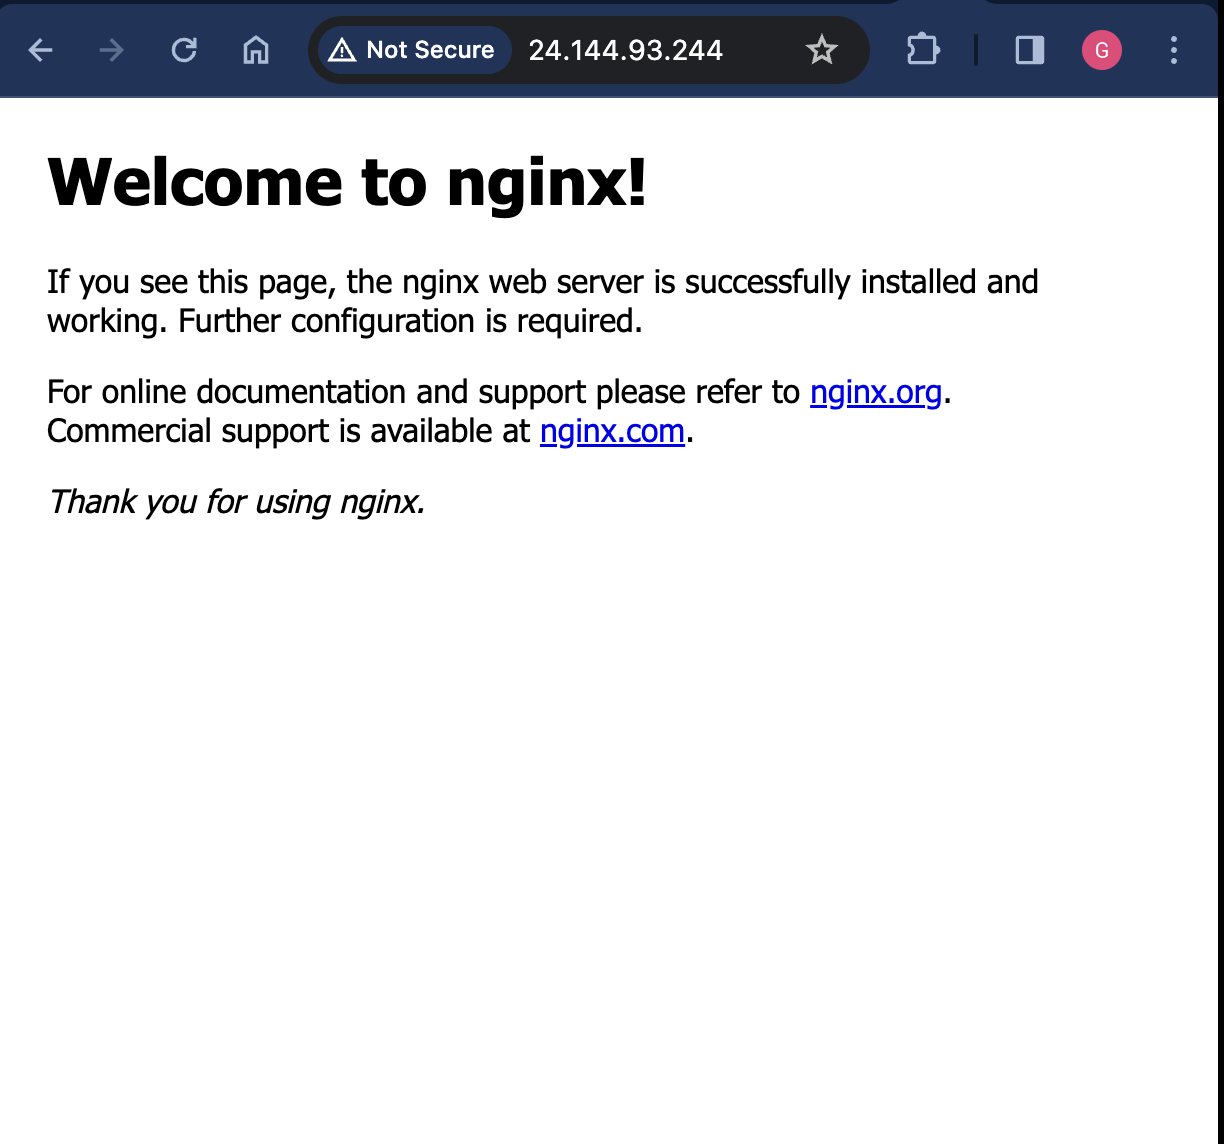 Not Secure 24.144.93.244 G
Welcome to nginx!
If you see this page, the nginx web server is successfully installed and
working. Further configuration is required.
For online documentation and support please refer to nginx.org.
Commercial support is available at nginx.com.
Thank you for using nginx.